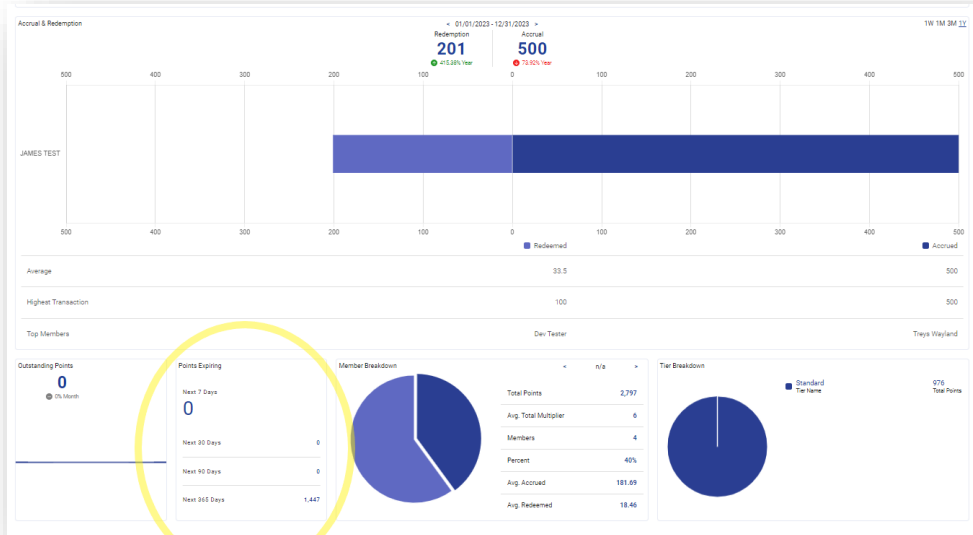 Accrual & Redemption
< 01/01/2023 - 12/31/2023 >
1W 1M 3M 1Y
Redemption Accrual
201 500
415.38% Year 73.92% Year
500 400 300 200 100 0 100 200 300 400 500
JAMES TEST
500 400 300 200 100 0 100 200 300 400 500
Redeemed Accrued
Average 33.5 500
Highest Transaction 100 500
Top Members Dev Tester Treys Wayland
Outstanding Points
0
0% Month
Points Expiring
Next 7 Days
0
Next 30 Days 0
Next 90 Days 0
Next 365 Days 1,447
Member Breakdown < n/a >
Total Points 2,797
Avg. Total Multiplier 6
Members 4
Percent 40%
Avg. Accrued 181.69
Avg. Redeemed 18.46
Tier Breakdown
Standard 976
Tier Name Total Points